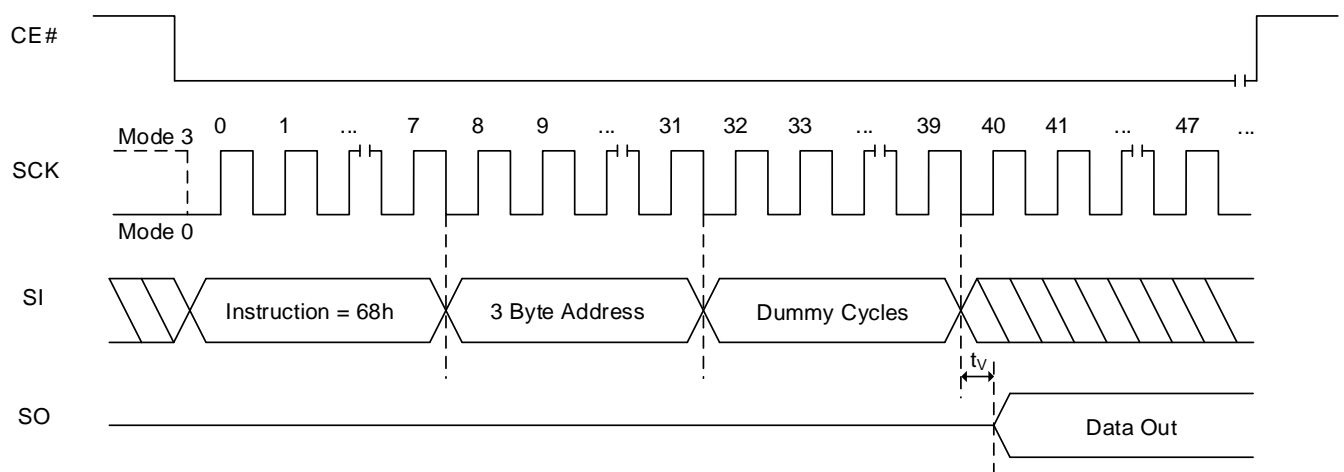 CE#
0 1 ... 7 8 9 ... 31 32 33 ... 39 40 41 ... 47 ...
Mode 3
SCK
Mode 0
SI
Instruction = 68h 3 Byte Address Dummy Cycles
tV
SO
Data Out